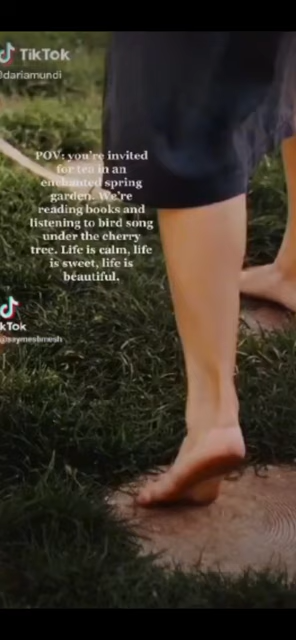 TikTok
@dariamundi
POV: you're invited
for tea in an
enchanted spring
garden. We're
reading books and
listening to bird song
under the cherry
tree. Life is calm, life
is sweet, life is
beautiful.
kTok